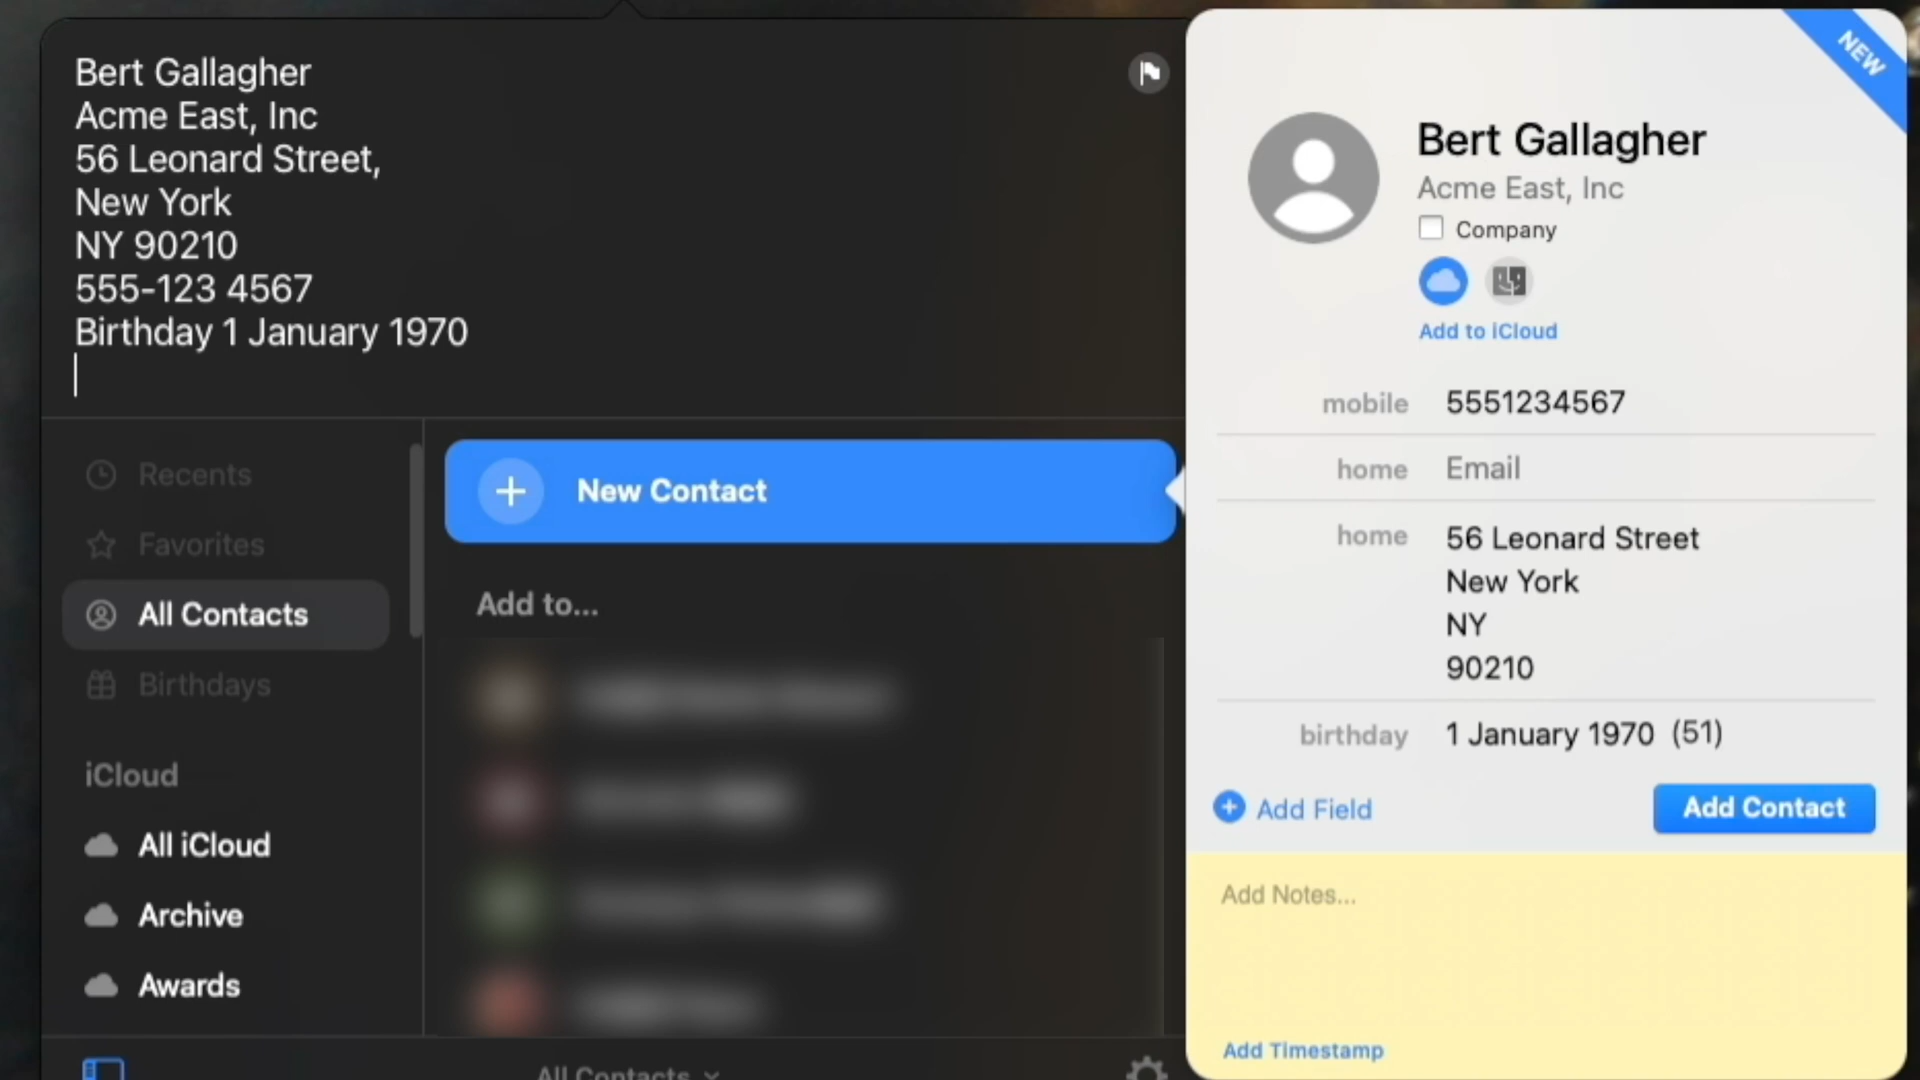 Bert Gallagher
Acme East, Inc
56 Leonard Street,
New York
NY 90210
555-123 4567
Birthday 1 January 1970
Recents
Favorites
All Contacts
Birthdays
iCloud
All iCloud
Archive
Awards
New Contact
Add to...
All Contacts
NEW
Bert Gallagher
Acme East, Inc
Company
Add to iCloud
mobile 5551234567
home Email
home 56 Leonard Street
New York
NY
90210
birthday 1 January 1970 (51)
Add Field
Add Contact
Add Notes...
Add Timestamp